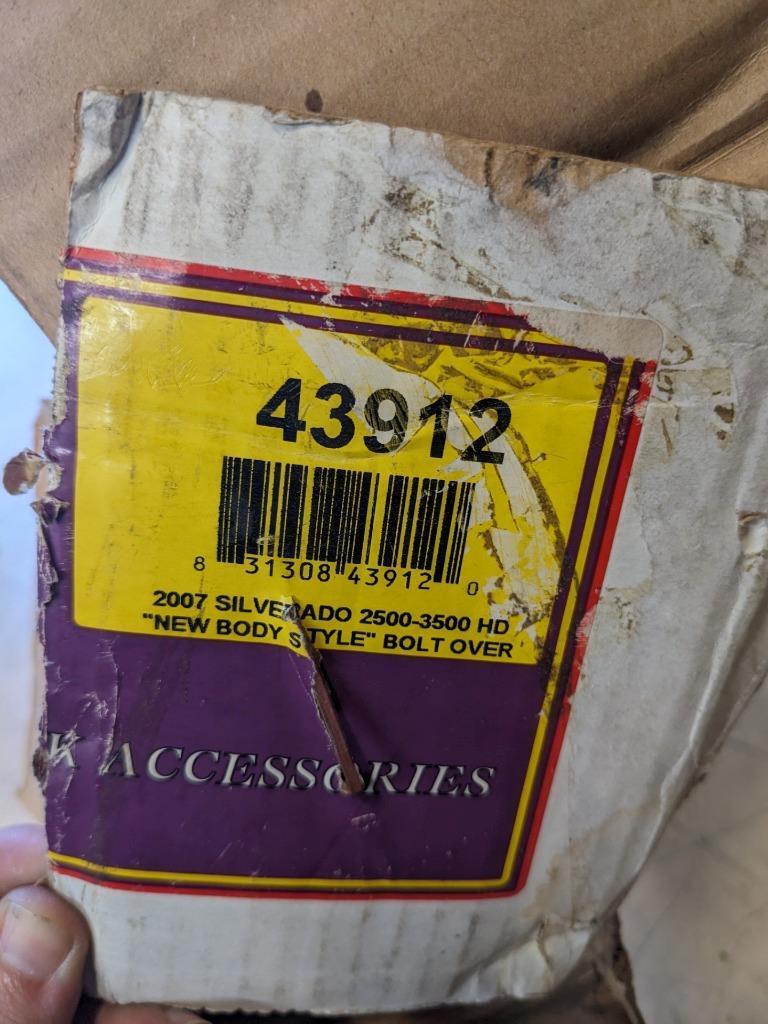 43912
8 31308 43912 0
2007 SILVERADO 2500-3500 HD
"NEW BODY STYLE" BOLT OVER
K ACCESSORIES